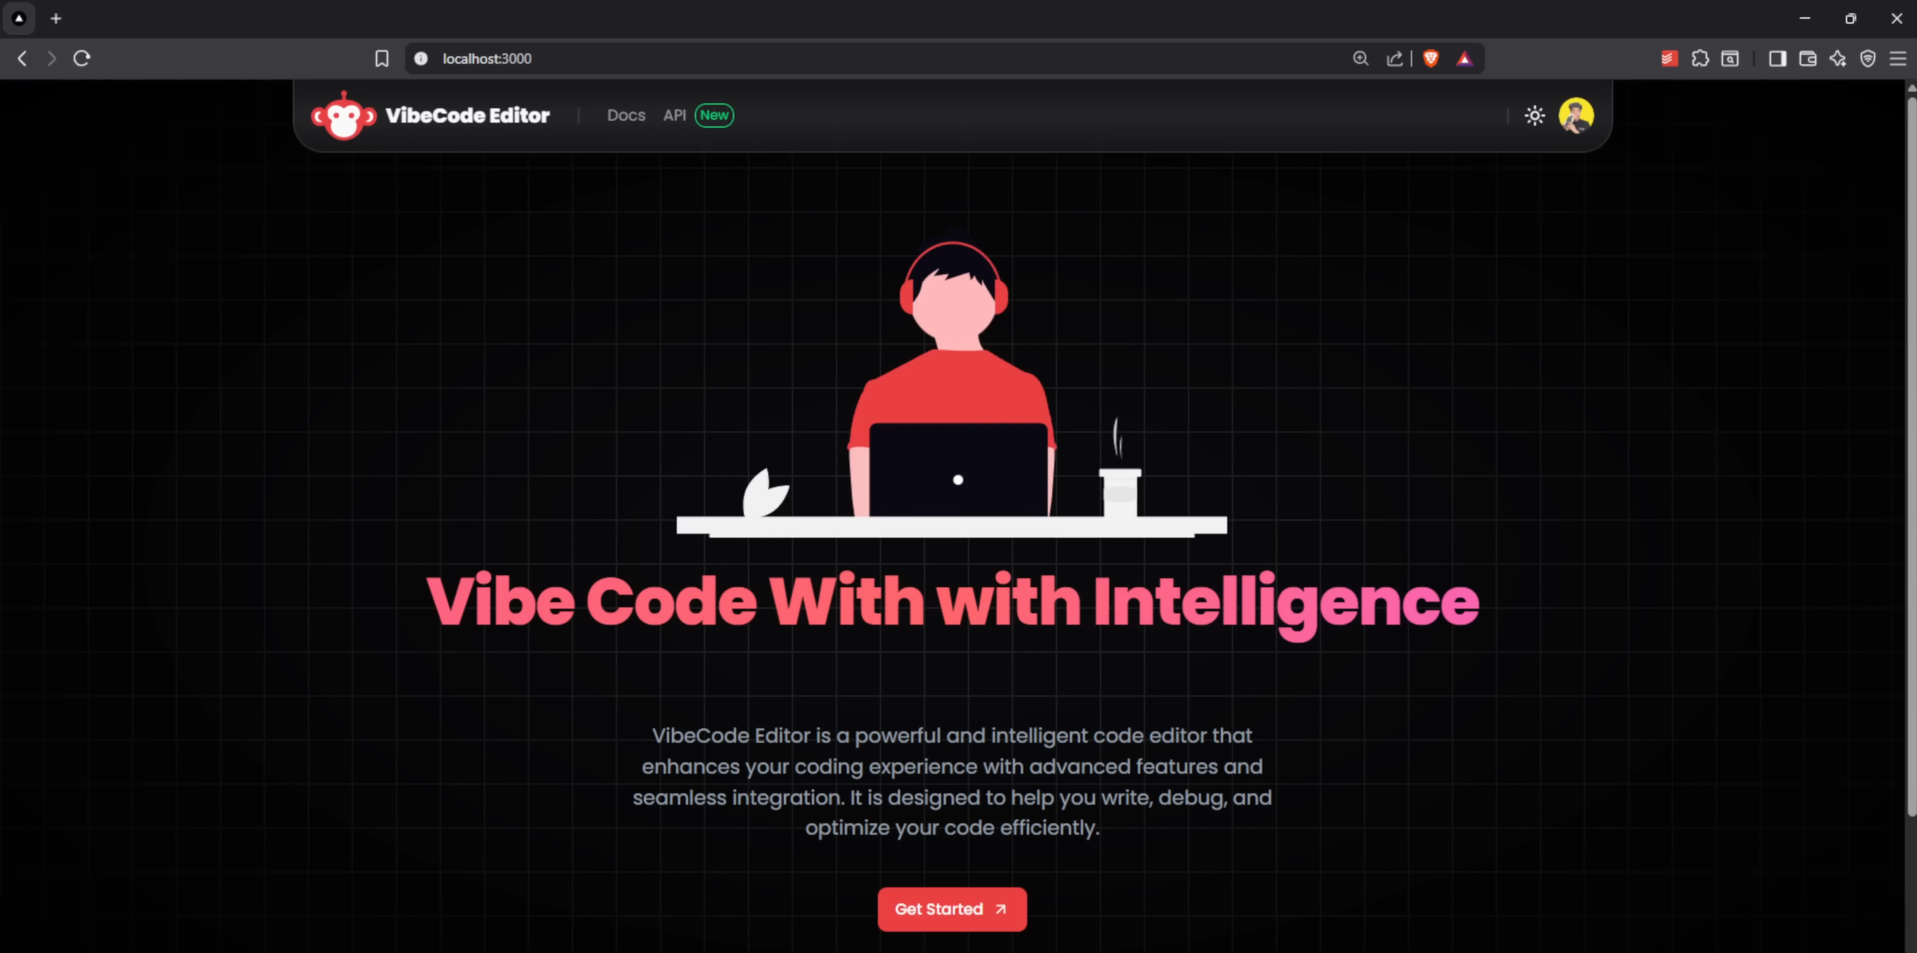 localhost:3000
VibeCode Editor
Docs
API
New
Vibe Code With with Intelligence
VibeCode Editor is a powerful and intelligent code editor that
enhances your coding experience with advanced features and
seamless integration. It is designed to help you write, debug, and
optimize your code efficiently.
Get Started